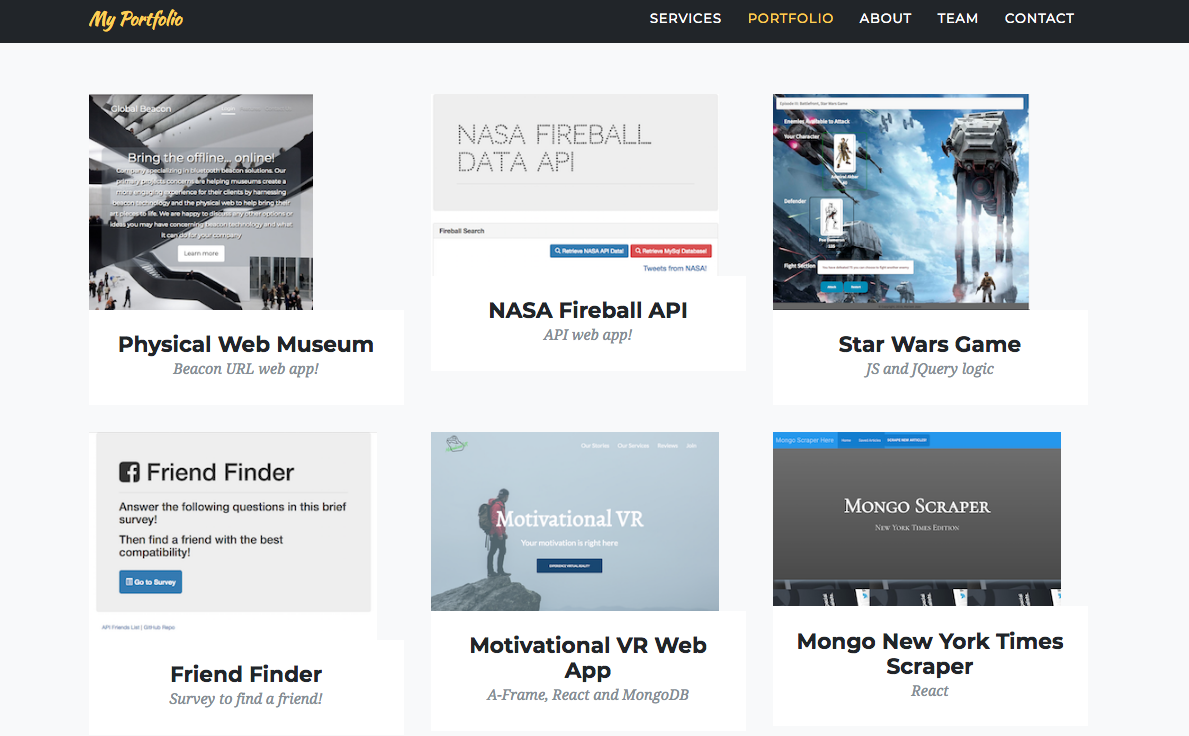 My Portfolio
SERVICES PORTFOLIO ABOUT TEAM CONTACT
Global Beacon
Bring the offline... online!
Company specializing in bluetooth beacon solutions. Our
primary projects concerns are helping museums create a
more engaging experience for their clients by harnessing
beacon technology and the physical web to help bring their
art pieces to life. We are happy to discuss any other options or
ideas you may have concerning beacon technology and what
it can do for your company
Learn more
Physical Web Museum
Beacon URL web app!
NASA FIREBALL
DATA API
Fireball Search
Retrieve NASA API Data! Retrieve MySql Database!
Tweets from NASA!
NASA Fireball API
API web app!
Episode II: Battlefront, Star Wars Game
Enemies Available to Attack
Your Character
Admiral Akbar
Defender
Fight Section
Star Wars Game
JS and JQuery logic
Friend Finder
Answer the following questions in this brief
survey!
Then find a friend with the best
compatibility!
Go to Survey
API Friends List | GitHub Repo
Friend Finder
Survey to find a friend!
Our Stories Our Services Reviews Join
Motivational VR
Your motivation is right here
EXPERIENCE VIRTUAL REALITY
Motivational VR Web
App
A-Frame, React and MongoDB
Mongo Scraper Here Home Saved Articles SCRAPE NEW ARTICLES!
Mongo Scraper
New York Times Edition
Mongo New York Times
Scraper
React